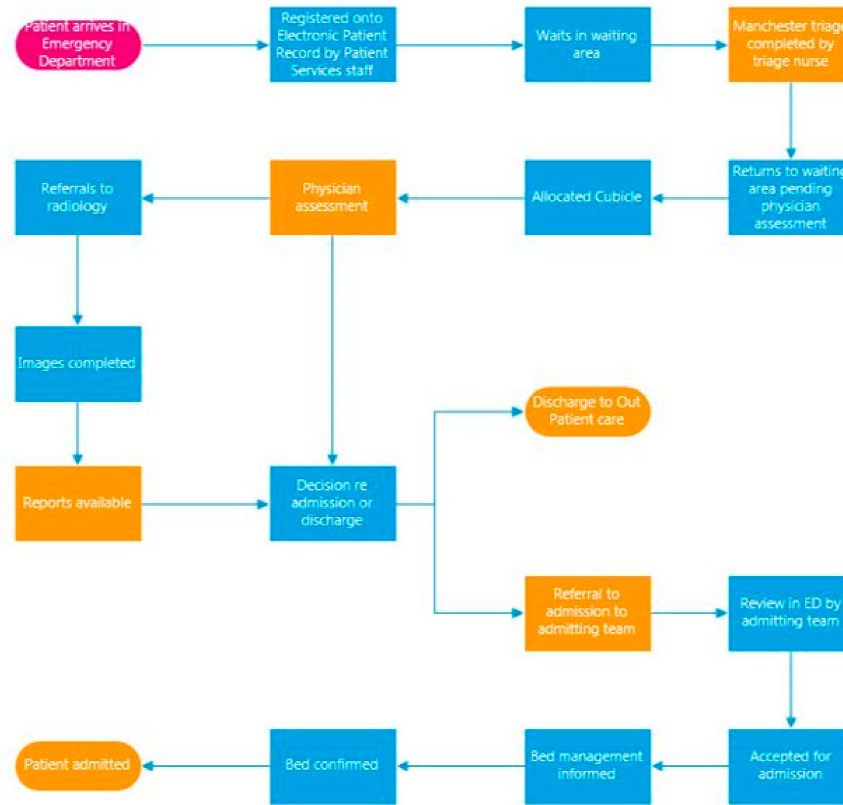 Patient arrives in
Emergency
Department
Registered onto
Electronic Patient
Record by Patient
Services staff
Waits in waiting
area
Manchester triage
completed by
triage nurse
Referrals to
radiology
Physician
assessment
Allocated Cubicle
Returns to waiting
area pending
physician
assessment
Images completed
Discharge to Out
Patient care
Reports available
Decision re
admission or
discharge
Referral to
admission to
admitting team
Review in ED by
admitting team
Patient admitted
Bed confirmed
Bed management
informed
Accepted for
admission